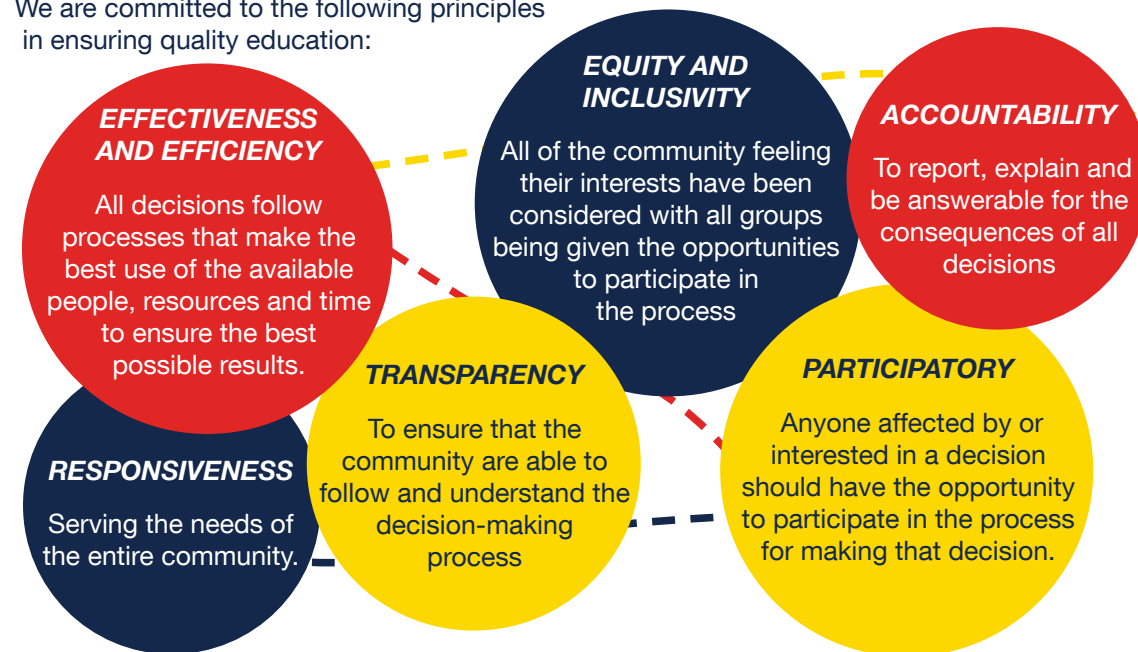 We are committed to the following principles
in ensuring quality education:
EFFECTIVENESS
AND EFFICIENCY
All decisions follow
processes that make the
best use of the available
people, resources and time
to ensure the best
possible results.
EQUITY AND
INCLUSIVITY
All of the community feeling
their interests have been
considered with all groups
being given the opportunities
to participate in
the process
ACCOUNTABILITY
To report, explain and
be answerable for the
consequences of all
decisions
RESPONSIVENESS
Serving the needs of
the entire community.
TRANSPARENCY
To ensure that the
community are able to
follow and understand the
decision-making
process
PARTICIPATORY
Anyone affected by or
interested in a decision
should have the opportunity
to participate in the process
for making that decision.